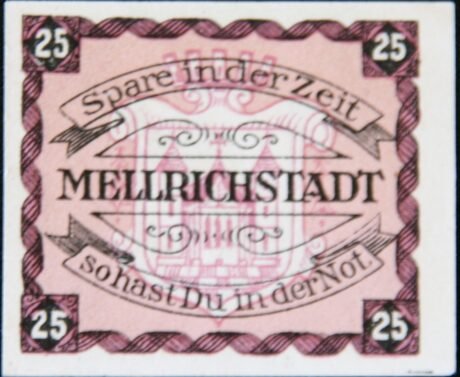 25 25
Spare in der Zeit
MELLRICHSTADT
so hast Du in der Not
25 25